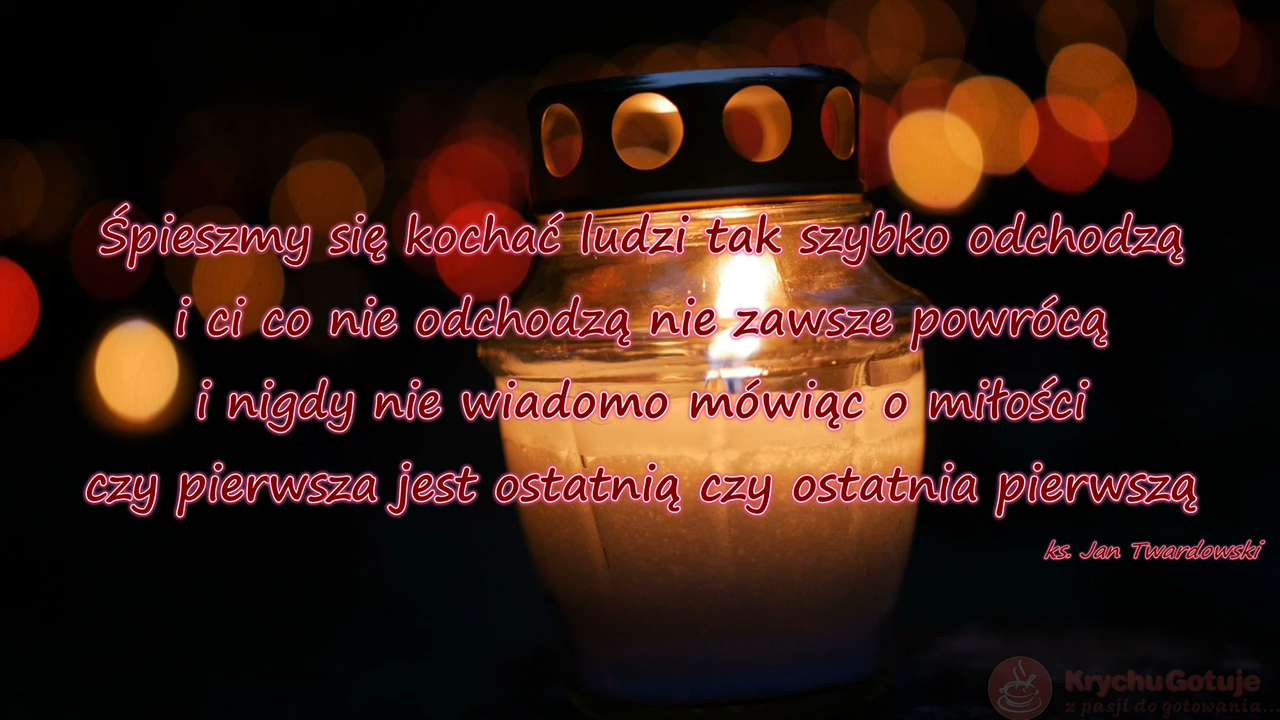 Śpieszmy się kochać ludzi tak szybko odchodzą
i ci co nie odchodzą nie zawsze powrócą
i nigdy nie wiadomo mówiąc o miłości
czy pierwsza jest ostatnią czy ostatnia pierwszą
ks. Jan Twardowski
KrychuGotuje
z pasji do gotowania...